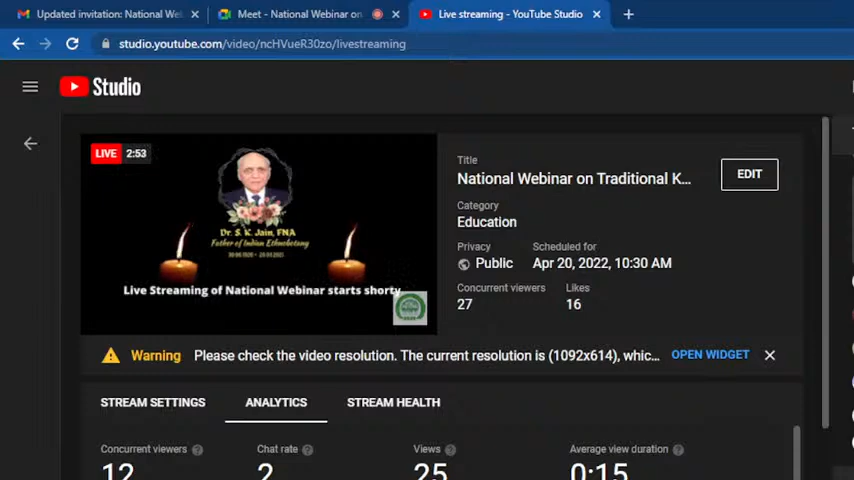 Updated invitation: National Wel
Meet - National Webinar on
Live streaming - YouTube Studio
studio.youtube.com/video/ncHVueR30zo/livestreaming
Studio
LIVE 2:53
Dr. S. K. Jain, FNA
Father of Indian Ethnobotany
Live Streaming of National Webinar starts shorty
Title
National Webinar on Traditional K...
EDIT
Category
Education
Privacy
Scheduled for
Public
Apr 20, 2022, 10:30 AM
Concurrent viewers
Likes
27
16
Warning Please check the video resolution. The current resolution is (1092x614), whic... OPEN WIDGET
STREAM SETTINGS ANALYTICS STREAM HEALTH
Concurrent viewers Chat rate Views Average view duration
12 2 25 0:15